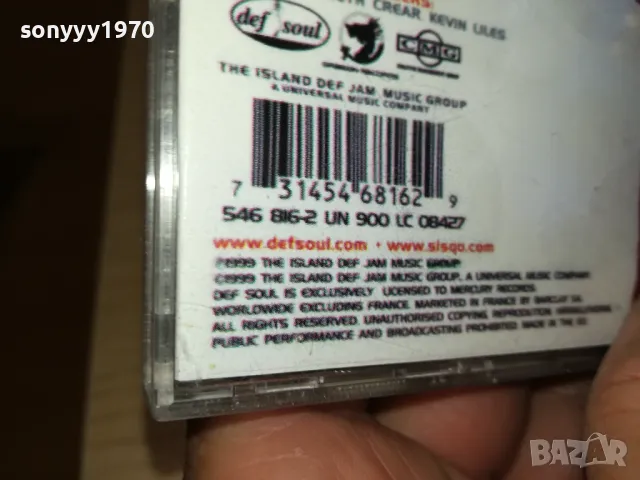 sonyyy1970
CREAR KEVIN LILES
def soul
CMG
THE ISLAND DEF JAM MUSIC GROUP
A UNIVERSAL MUSIC COMPANY
7 31454 68162 9
546 816-2 UN 900 LC 08427
www.defsoul.com • www.sisqo.com
℗1999 THE ISLAND DEF JAM MUSIC GROUP
©1999 THE ISLAND DEF JAM MUSIC GROUP, A UNIVERSAL MUSIC COMPANY
DEF SOUL IS EXCLUSIVELY LICENSED TO MERCURY RECORDS.
WORLDWIDE EXCLUDING FRANCE. MARKETED IN FRANCE BY BARCLAY SA.
ALL RIGHTS RESERVED. UNAUTHORISED COPYING, REPRODUCTION,
PUBLIC PERFORMANCE AND BROADCASTING PROHIBITED. MADE IN THE
BAZAR
bg